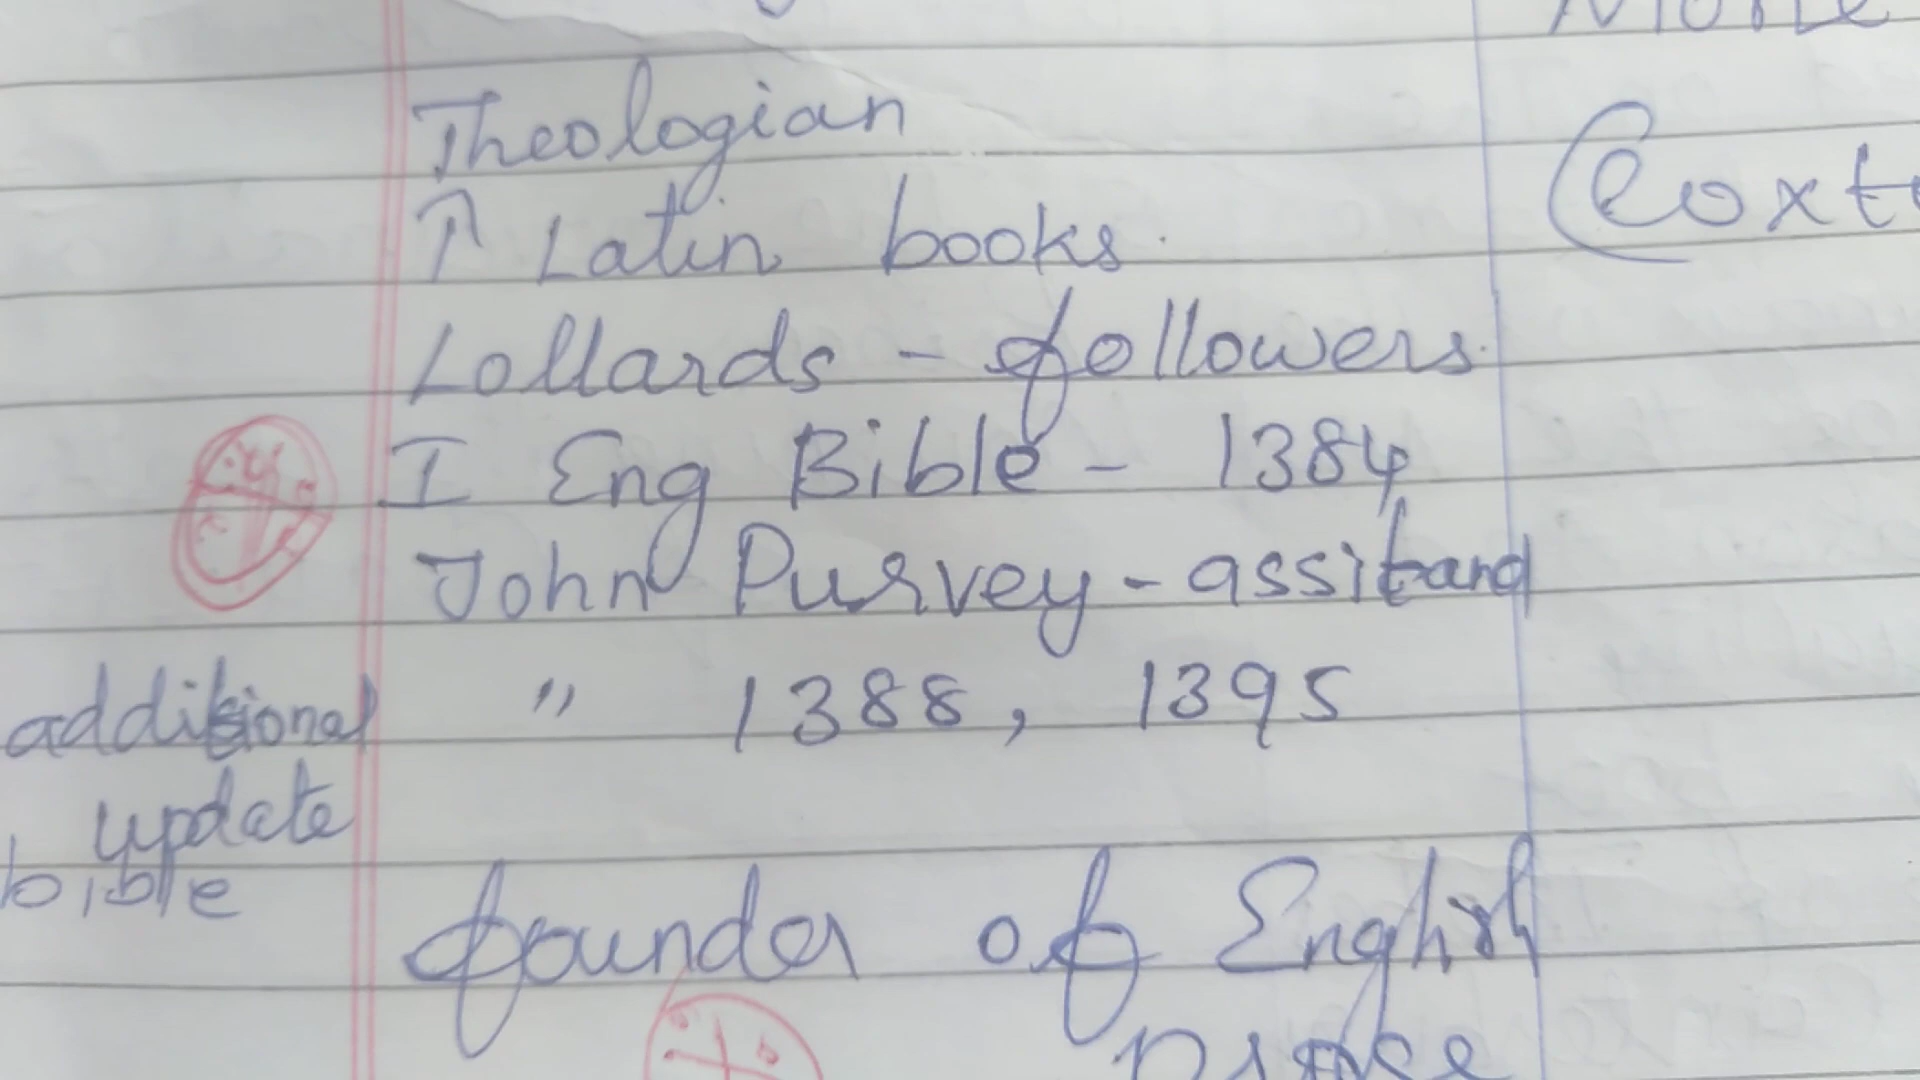 Theologian
↑ Latin books.
Lollards - followers.
I Eng Bible - 1384
John Purvey - assitand
additional " 1388, 1395
update
bible
founder of English
prose